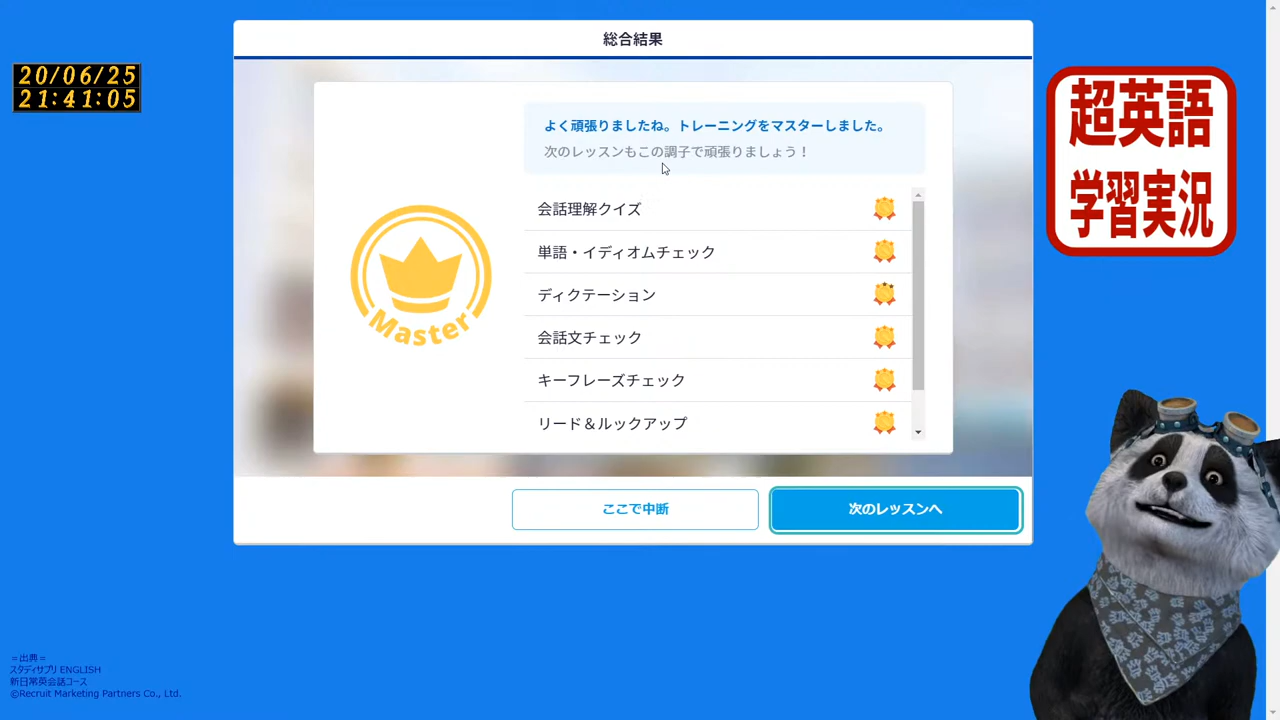 総合結果
20/06/25
21:41:05
よく頑張りましたね。トレーニングをマスターしました。
次のレッスンもこの調子で頑張りましょう！
超英語
学習実況
会話理解クイズ
単語・イディオムチェック
ディクテーション
会話文チェック
キーフレーズチェック
リード＆ルックアップ
Master
ここで中断
次のレッスンへ
＝出典＝
スタディサプリ ENGLISH
新日常英会話コース
©Recruit Marketing Partners Co., Ltd.